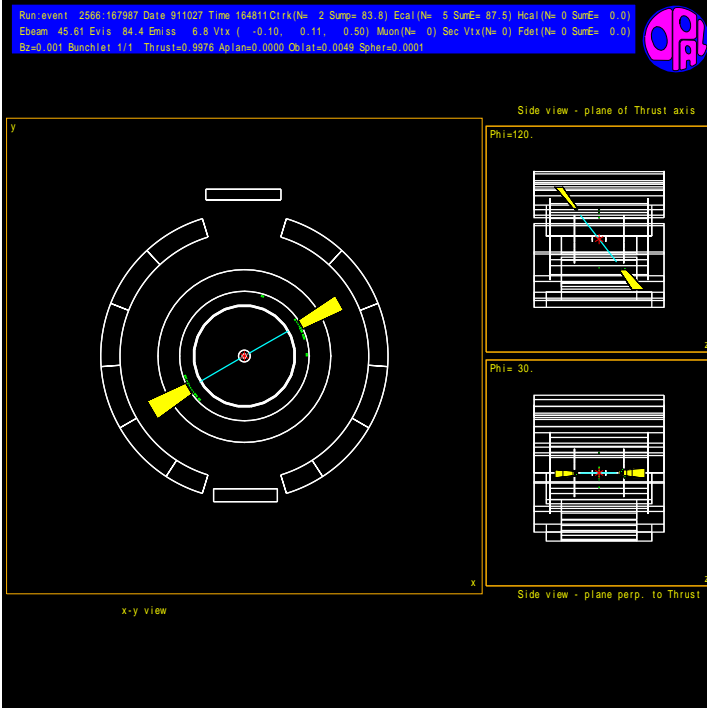 Run:event 2566:167987 Date 911027 Time 164811 Ctrk(N= 2 Sump= 83.8) Ecal(N= 5 SumE= 87.5) Hcal(N= 0 SumE= 0.0)
Ebeam 45.61 Evis 84.4 Emiss 6.8 Vtx ( -0.10, 0.11, 0.50) Muon(N= 0) Sec Vtx(N= 0) Fdet(N= 0 SumE= 0.0)
Bz=0.001 Bunchlet 1/1 Thrust=0.9976 Aplan=0.0000 Oblat=0.0049 Spher=0.0001
OPAL
Side view - plane of Thrust axis
y
Phi=120.
z
Phi= 30.
x
z
Side view - plane perp. to Thrust
x-y view